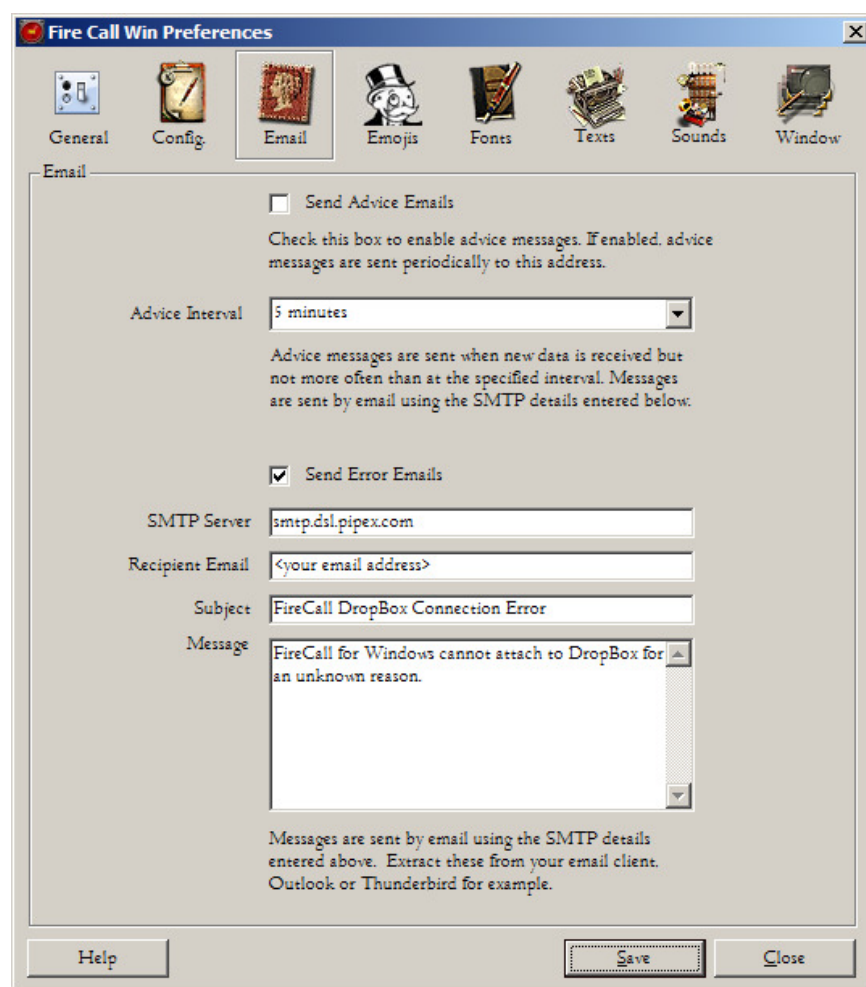 Fire Call Win Preferences
General Config. Email Emojis Fonts Texts Sounds Window
Email
Send Advice Emails
Check this box to enable advice messages. If enabled, advice
messages are sent periodically to this address.
Advice Interval 5 minutes
Advice messages are sent when new data is received but
not more often than at the specified interval. Messages
are sent by email using the SMTP details entered below.
Send Error Emails
SMTP Server smtp.dsl.pipex.com
Recipient Email <your email address>
Subject FireCall DropBox Connection Error
Message FireCall for Windows cannot attach to DropBox for
an unknown reason.
Messages are sent by email using the SMTP details
entered above. Extract these from your email client,
Outlook or Thunderbird for example.
Help Save Close